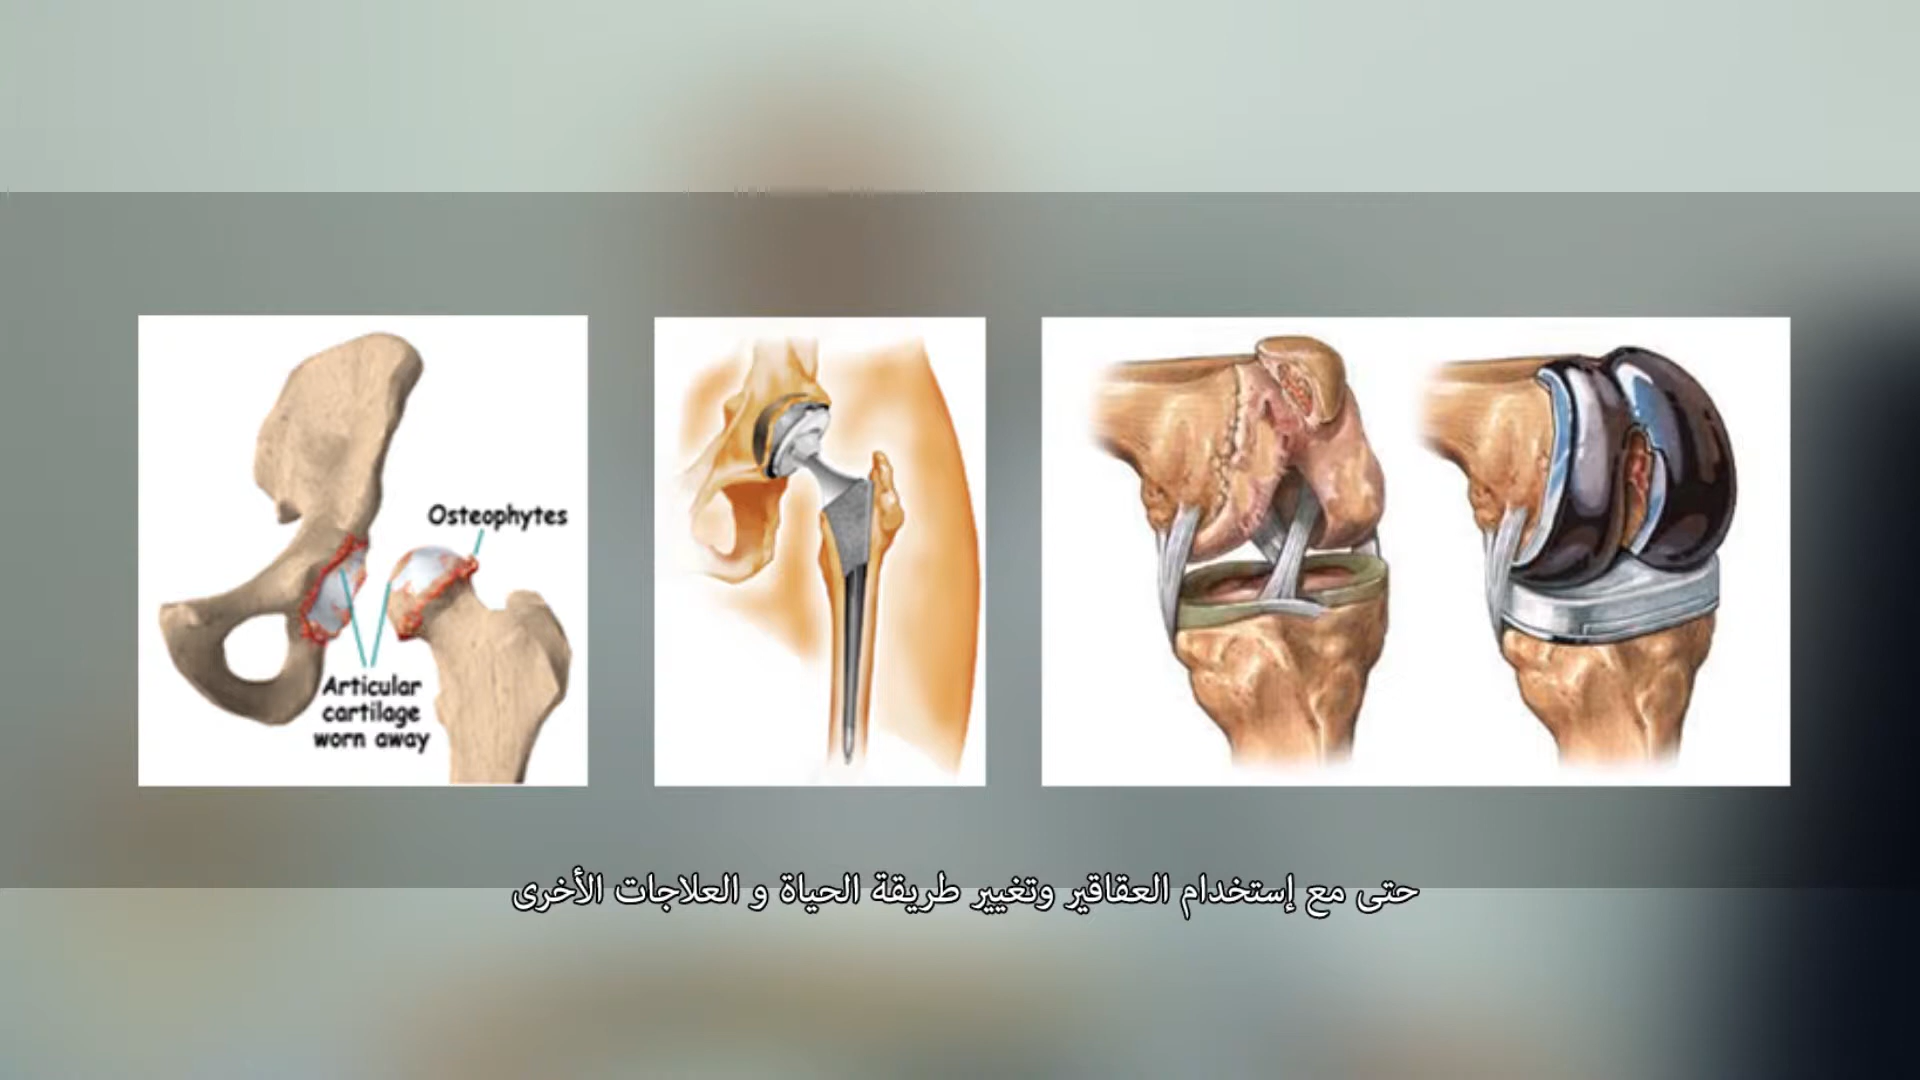 Osteophytes
Articular
cartilage
worn away
حتى مع إستخدام العقاقير وتغيير طريقة الحياة و العلاجات الأخرى